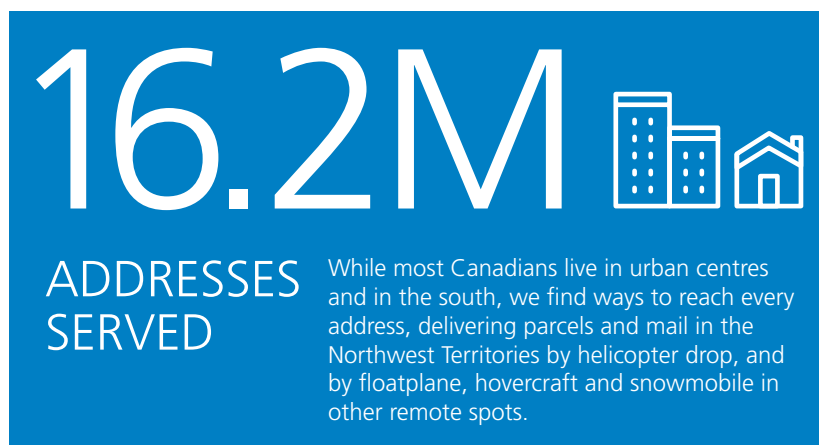 16.2M
ADDRESSES
SERVED
While most Canadians live in urban centres
and in the south, we find ways to reach every
address, delivering parcels and mail in the
Northwest Territories by helicopter drop, and
by floatplane, hovercraft and snowmobile in
other remote spots.